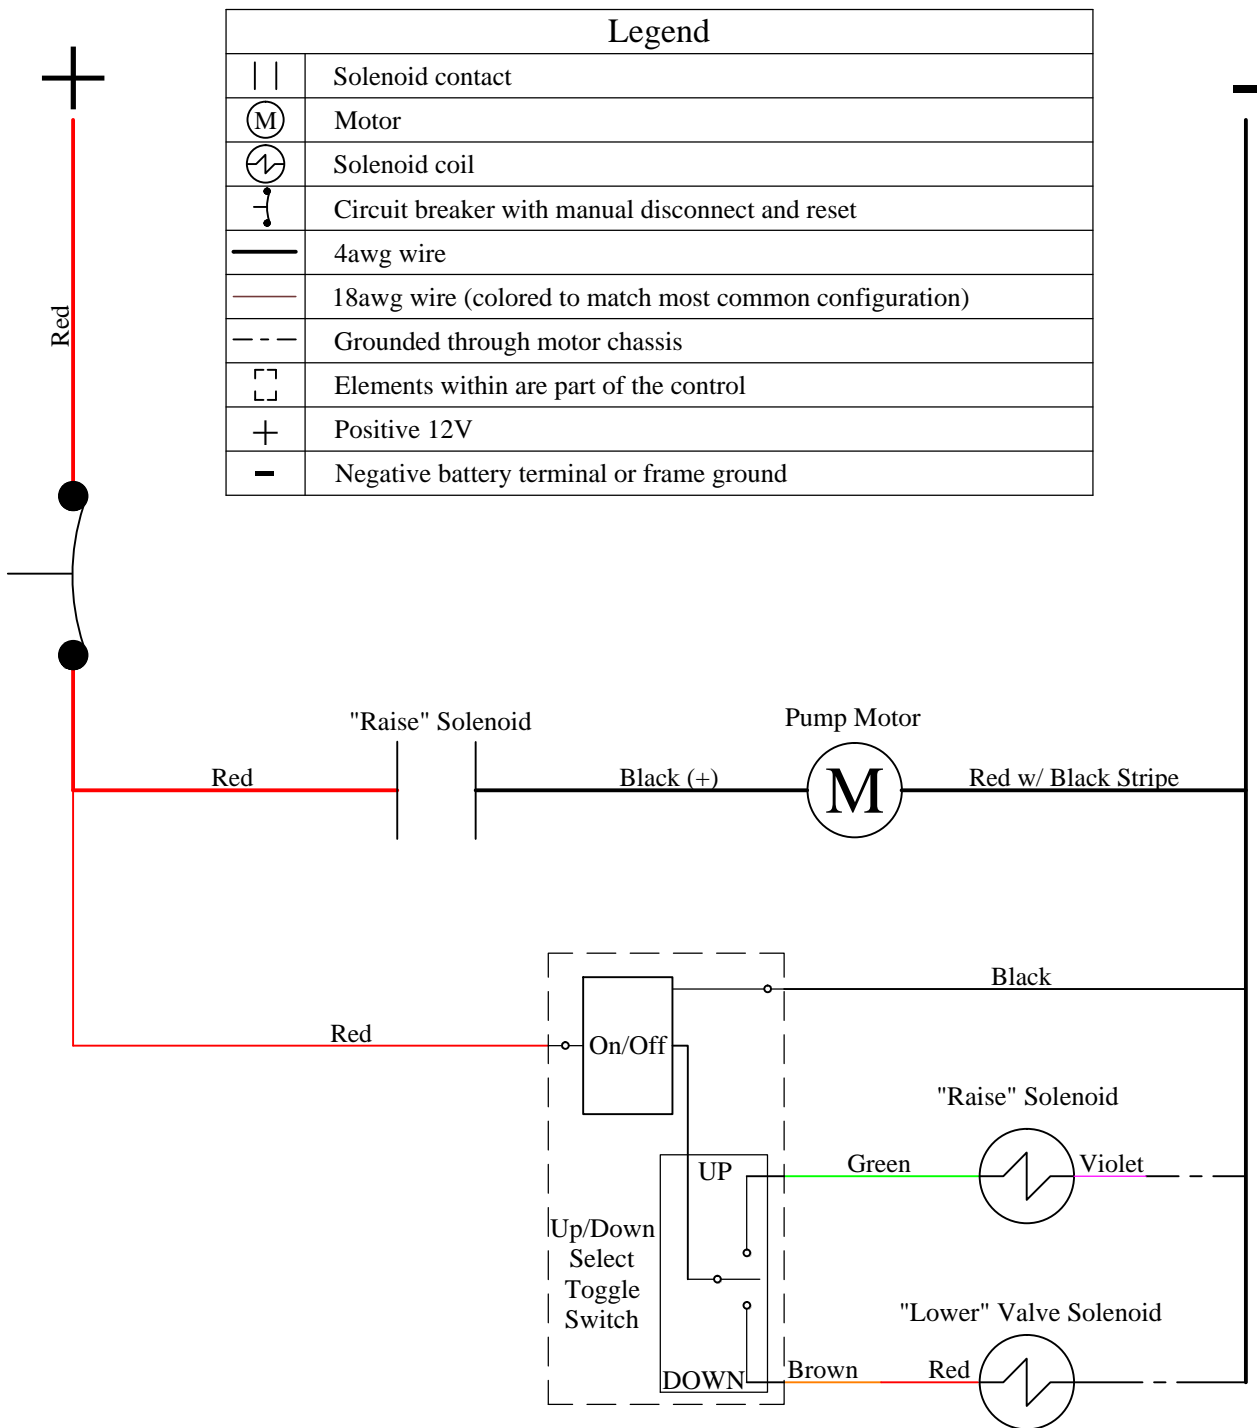 Legend
Solenoid contact
M
Motor
Solenoid coil
Circuit breaker with manual disconnect and reset
4awg wire
18awg wire (colored to match most common configuration)
Grounded through motor chassis
Elements within are part of the control
+
Positive 12V
-
Negative battery terminal or frame ground
+
-
Red
"Raise" Solenoid
Pump Motor
Red
Black (+)
M
Red w/ Black Stripe
Black
Red
On/Off
"Raise" Solenoid
UP
Green
Violet
Up/Down
Select
Toggle
Switch
"Lower" Valve Solenoid
DOWN
Brown
Red